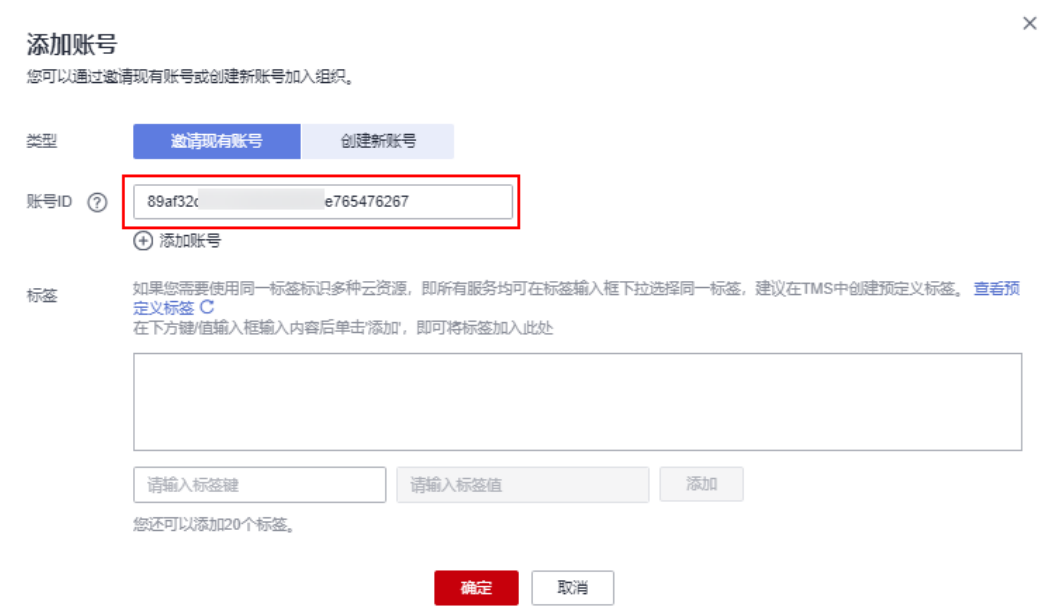 添加账号
您可以通过邀请现有账号或创建新账号加入组织。
类型
邀请现有账号 创建新账号
账号ID ? 89af32 e765476267
添加账号
标签
如果您需要使用同一标签标识多种云资源，即所有服务均可在标签输入框下拉选择同一标签，建议在TMS中创建预定义标签。 查看预
定义标签
在下方键/值输入框输入内容后单击'添加'，即可将标签加入此处
请输入标签键 请输入标签值 添加
您还可以添加20个标签。
确定 取消